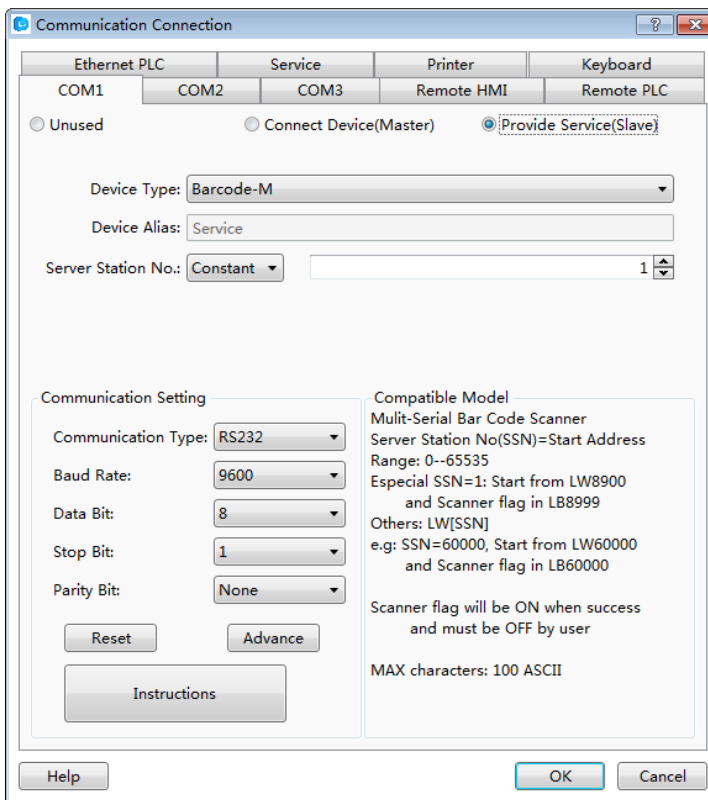 Communication Connection
Ethernet PLC Service Printer Keyboard
COM1 COM2 COM3 Remote HMI Remote PLC
Unused Connect Device(Master) Provide Service(Slave)
Device Type: Barcode-M
Device Alias: Service
Server Station No.: Constant 1
Communication Setting
Communication Type: RS232
Baud Rate: 9600
Data Bit: 8
Stop Bit: 1
Parity Bit: None
Reset Advance
Instructions
Compatible Model
Mulit-Serial Bar Code Scanner
Server Station No(SSN)=Start Address
Range: 0--65535
Especial SSN=1: Start from LW8900
and Scanner flag in LB8999
Others: LW[SSN]
e.g: SSN=60000, Start from LW60000
and Scanner flag in LB60000
Scanner flag will be ON when success
and must be OFF by user
MAX characters: 100 ASCII
Help OK Cancel